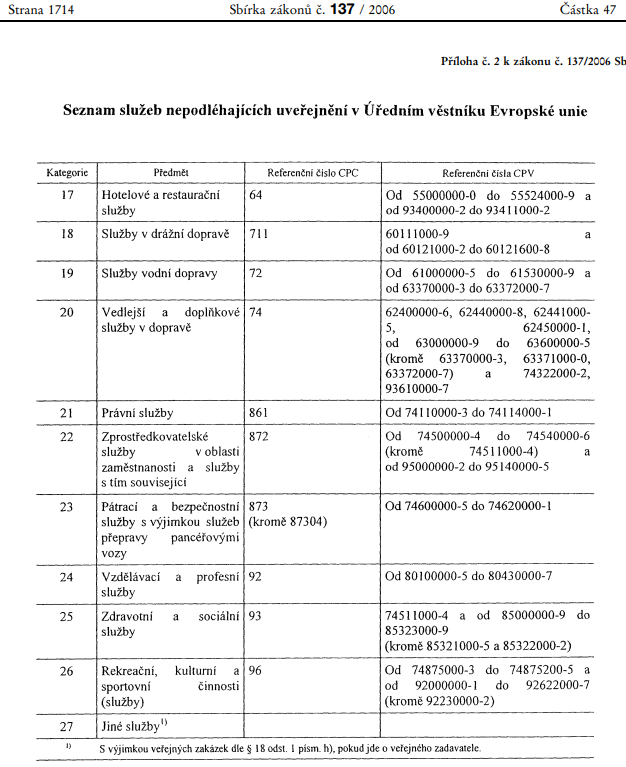 Strana 1714 Sbírka zákonů č. 137 / 2006 Částka 47
Příloha č. 2 k zákonu č. 137/2006 Sb
Seznam služeb nepodléhajících uveřejnění v Úředním věstníku Evropské unie
Kategorie Předmět Referenční číslo CPC Referenční čísla CPV
17 Hotelové a restaurační 64 Od 55000000-0 do 55524000-9 a
služby od 93400000-2 do 93411000-2
18 Služby v drážní dopravě 711 60111000-9 a
od 60121000-2 do 60121600-8
19 Služby vodní dopravy 72 Od 61000000-5 do 61530000-9 a
od 63370000-3 do 63372000-7
20 Vedlejší a doplňkové 74 62400000-6, 62440000-8, 62441000-
služby v dopravě 5, 62450000-1,
od 63000000-9 do 63600000-5
(kromě 63370000-3, 63371000-0,
63372000-7) a 74322000-2,
93610000-7
21 Právní služby 861 Od 74110000-3 do 74114000-1
22 Zprostředkovatelské 872 Od 74500000-4 do 74540000-6
služby v oblasti (kromě 74511000-4) a
zaměstnanosti a služby od 95000000-2 do 95140000-5
s tím související
23 Pátrací a bezpečnostní 873 Od 74600000-5 do 74620000-1
služby s výjimkou služeb (kromě 87304)
přepravy pancéřovými
vozy
24 Vzdělávací a profesní 92 Od 80100000-5 do 80430000-7
služby
25 Zdravotní a sociální 93 74511000-4 a od 85000000-9 do
služby 85323000-9
(kromě 85321000-5 a 85322000-2)
26 Rekreační, kulturní a 96 Od 74875000-3 do 74875200-5 a
sportovní činnosti od 92000000-1 do 92622000-7
(služby) (kromě 92230000-2)
27 Jiné služby1)
1) S výjimkou veřejných zakázek dle § 18 odst. 1 písm. h), pokud jde o veřejného zadavatele.